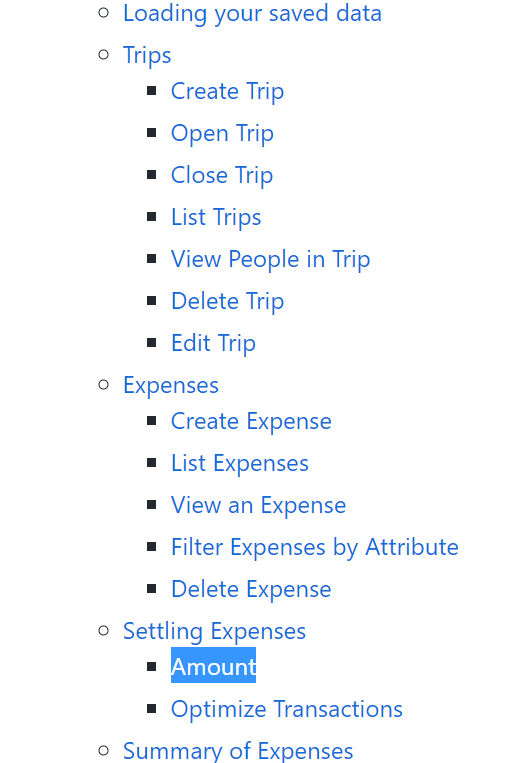 Loading your saved data
Trips
Create Trip
Open Trip
Close Trip
List Trips
View People in Trip
Delete Trip
Edit Trip
Expenses
Create Expense
List Expenses
View an Expense
Filter Expenses by Attribute
Delete Expense
Settling Expenses
Amount
Optimize Transactions
Summary of Expenses